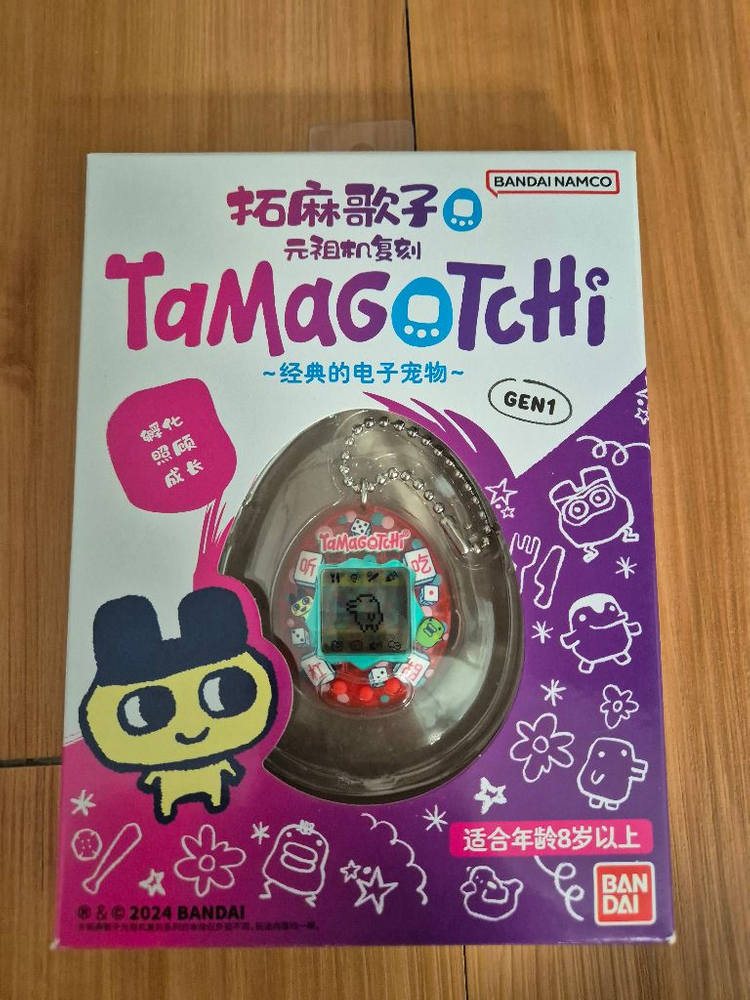 BANDAI NAMCO
拓麻歌子
元祖机复刻
TaMaGOTCHi
~经典的电子宠物~
GEN1
孵化
照顾
成长
TaMaGOTCHi
听
吃
适合年龄8岁以上
BAN
DAI
® & © 2024 BANDAI